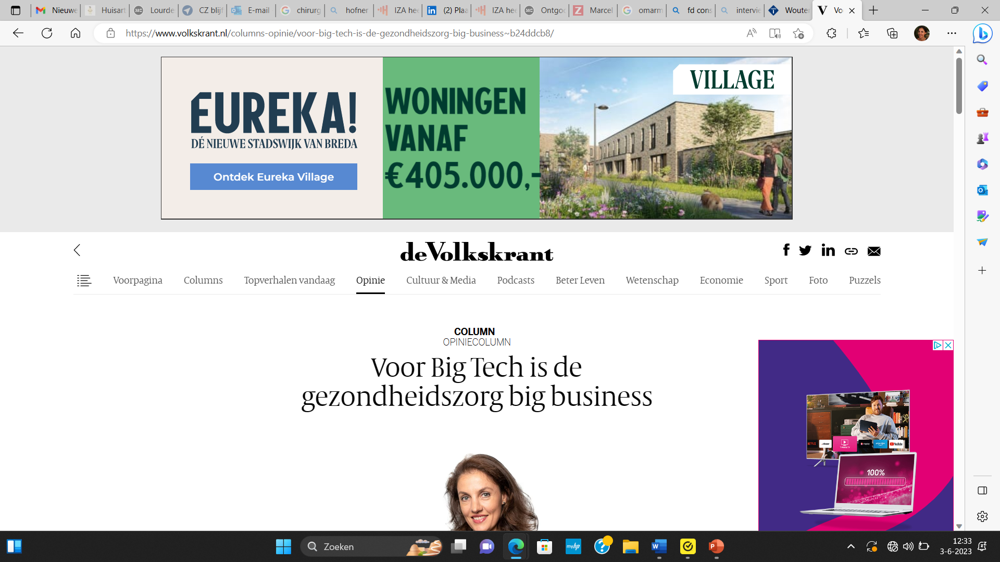 Nieuwe
Huisart
Lourde
CZ blijf
E-mail
chirurg
hofner
IZA hee
(2) Plaa
IZA hee
Ontgoo
Marcel
omarm
fd cons
intervie
Wouter
Vo
https://www.volkskrant.nl/columns-opinie/voor-big-tech-is-de-gezondheidszorg-big-business~b24ddcb8/
EUREKA!
DÉ NIEUWE STADSWIJK VAN BREDA
Ontdek Eureka Village
WONINGEN
VANAF
€405.000,-
VILLAGE
deVolkskrant
Voorpagina Columns Topverhalen vandaag Opinie Cultuur & Media Podcasts Beter Leven Wetenschap Economie Sport Foto Puzzels
COLUMN
OPINIECOLUMN
Voor Big Tech is de
gezondheidszorg big business
NETFLIX
YouTube
100%
Zoeken
myhp
12:33
3-6-2023